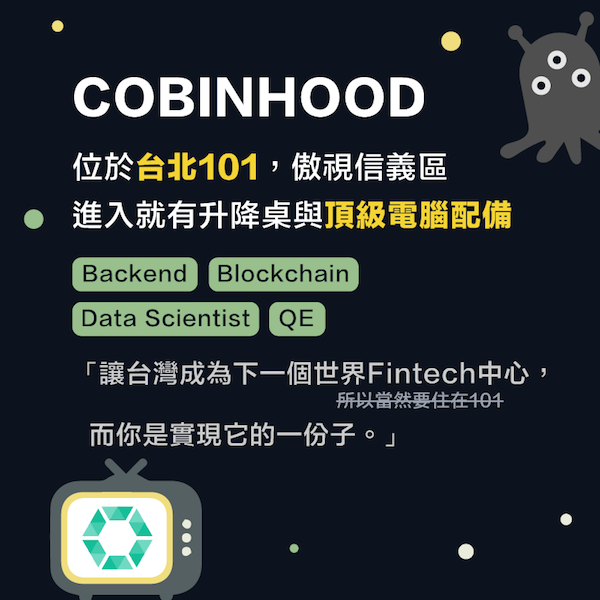 COBINHOOD
位於台北101，傲視信義區
進入就有升降桌與頂級電腦配備
Backend Blockchain
Data Scientist QE
「讓台灣成為下一個世界Fintech中心，
所以當然要住在101
而你是實現它的一份子。」